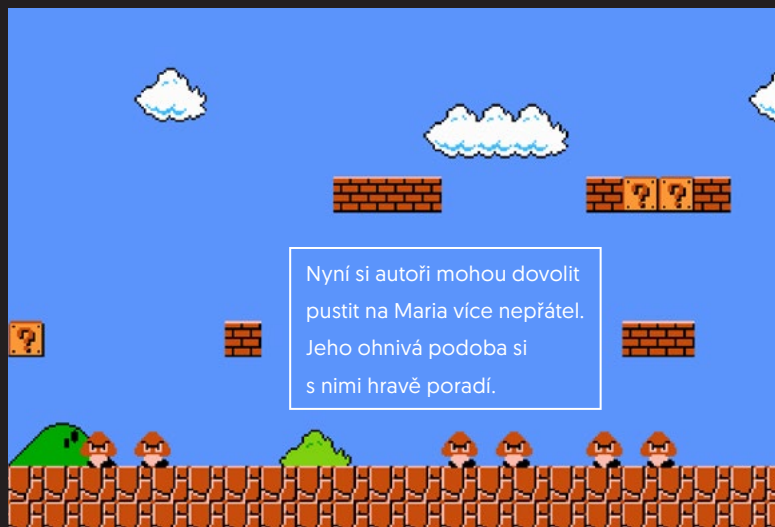 Nyní si autoři mohou dovolit
pustit na Maria více nepřátel.
Jeho ohnivá podoba si
s nimi hravě poradí.